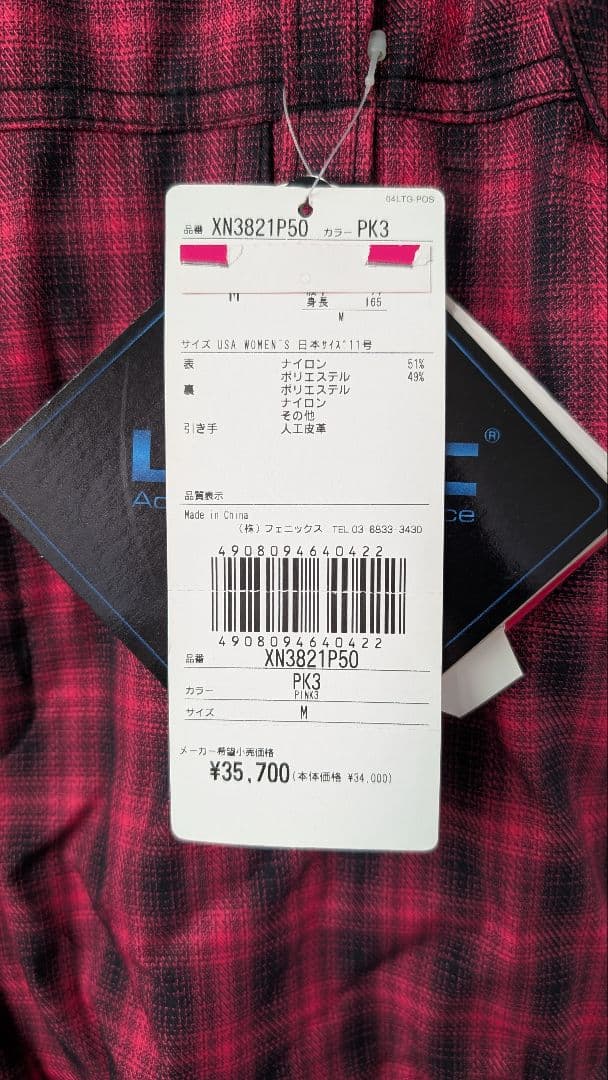 04LTG-POS
品番 XN3821P50 カラー PK3
M
身長 165
M
サイズ USA WOMEN'S 日本サイズ11号
表 ナイロン 51%
ポリエステル 49%
裏 ポリエステル
ナイロン
その他
引き手 人工皮革
品質表示
Made in China
(株)フェニックス TEL 03 6833-3430
4908094640422
4908094640422
品番 XN3821P50
カラー PK3
PINK3
サイズ M
メーカー希望小売価格
¥35,700(本体価格 ¥34,000)
®